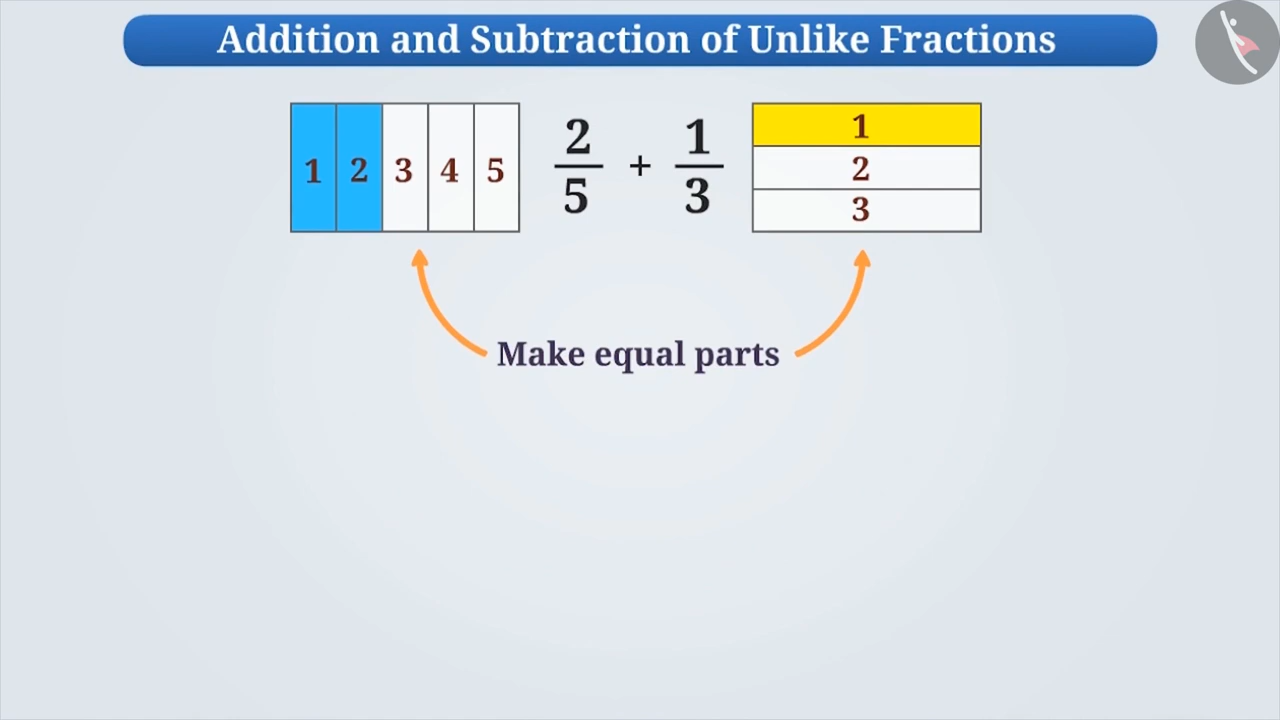 Addition and Subtraction of Unlike Fractions
1 2 3 4 5
2/5 + 1/3
1
2
3
Make equal parts